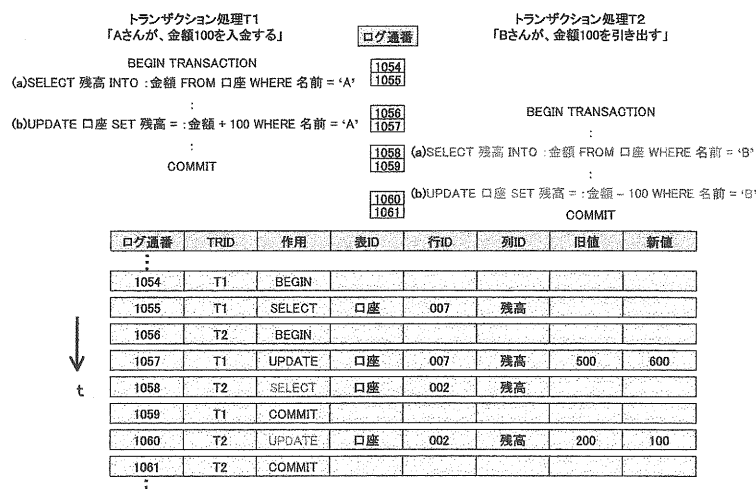 トランザクション処理T1
「Aさんが、金額100を入金する」
ログ通番
トランザクション処理T2
「Bさんが、金額100を引き出す」
BEGIN TRANSACTION
1054
(a)SELECT 残高 INTO :金額 FROM 口座 WHERE 名前 = ‘A’
1055
:
1056
BEGIN TRANSACTION
(b)UPDATE 口座 SET 残高 = :金額 + 100 WHERE 名前 = ‘A’
1057
:
:
1058
(a)SELECT 残高 INTO :金額 FROM 口座 WHERE 名前 = ‘B’
COMMIT
1059
:
1060
(b)UPDATE 口座 SET 残高 = :金額 − 100 WHERE 名前 = ‘B’
1061
COMMIT
ログ通番 TRID 作用 表ID 行ID 列ID 旧値 新値
⋮
1054 T1 BEGIN
1055 T1 SELECT 口座 007 残高
1056 T2 BEGIN
1057 T1 UPDATE 口座 007 残高 500 600
t
1058 T2 SELECT 口座 002 残高
1059 T1 COMMIT
1060 T2 UPDATE 口座 002 残高 200 100
1061 T2 COMMIT
⋮